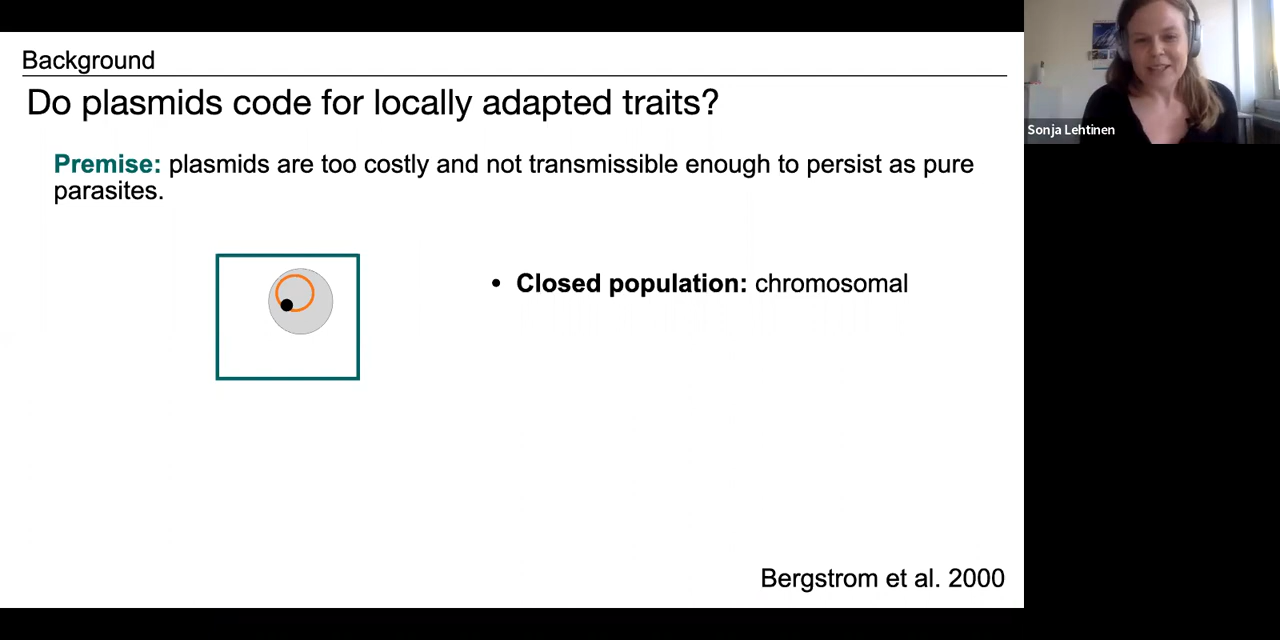 Background
Do plasmids code for locally adapted traits?
Premise: plasmids are too costly and not transmissible enough to persist as pure
parasites.
• Closed population: chromosomal
Bergstrom et al. 2000
Sonja Lehtinen